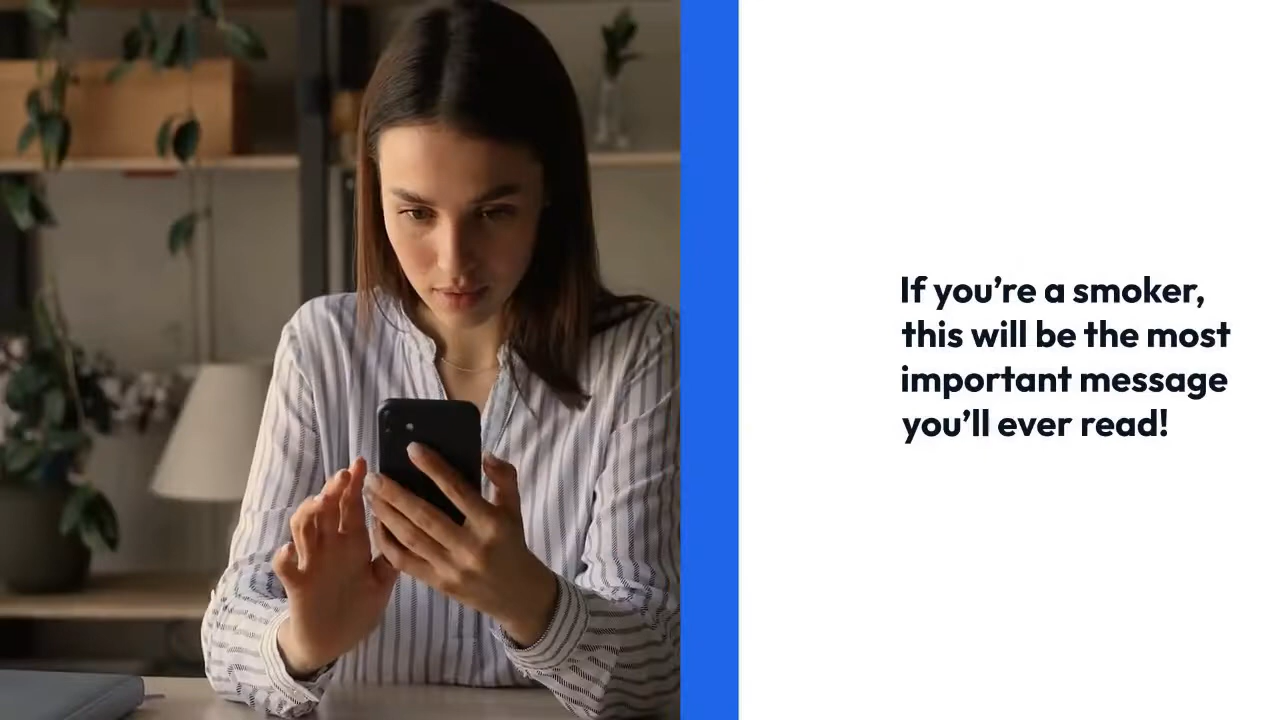 If you’re a smoker,
this will be the most
important message
you’ll ever read!